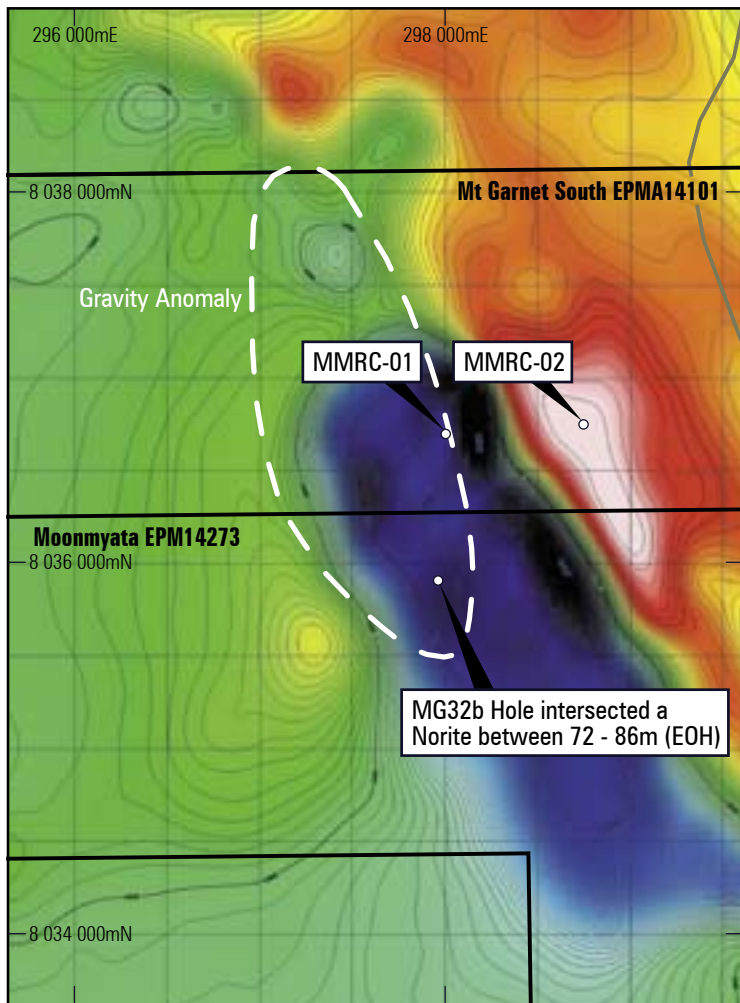 296 000mE
298 000mE
8 038 000mN
Mt Garnet South EPMA14101
Gravity Anomaly
MMRC-01
MMRC-02
Moonmyata EPM14273
8 036 000mN
MG32b Hole intersected a
Norite between 72 - 86m (EOH)
8 034 000mN